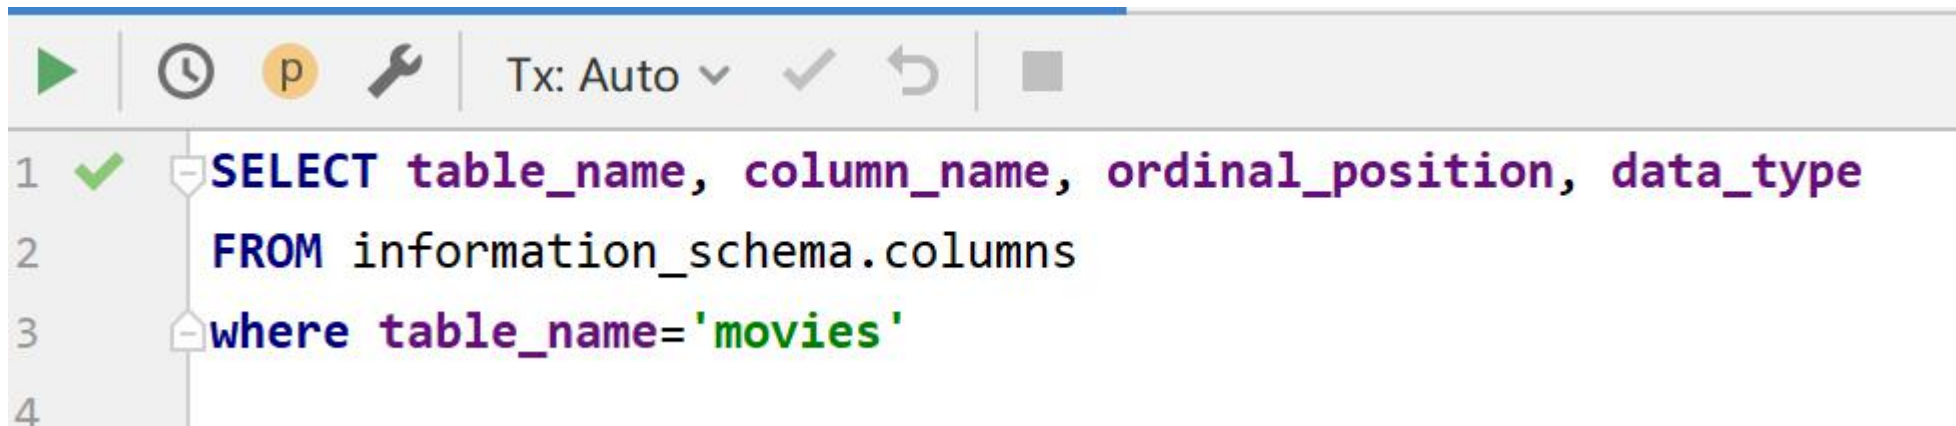 p Tx: Auto
1 SELECT table_name, column_name, ordinal_position, data_type
2 FROM information_schema.columns
3 where table_name='movies'
4